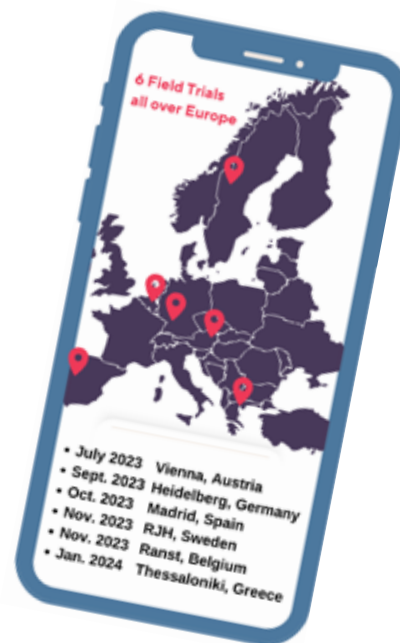 6 Field Trials
all over Europe
• July 2023 Vienna, Austria
• Sept. 2023 Heidelberg, Germany
• Oct. 2023 Madrid, Spain
• Nov. 2023 RJH, Sweden
• Nov. 2023 Ranst, Belgium
• Jan. 2024 Thessaloniki, Greece